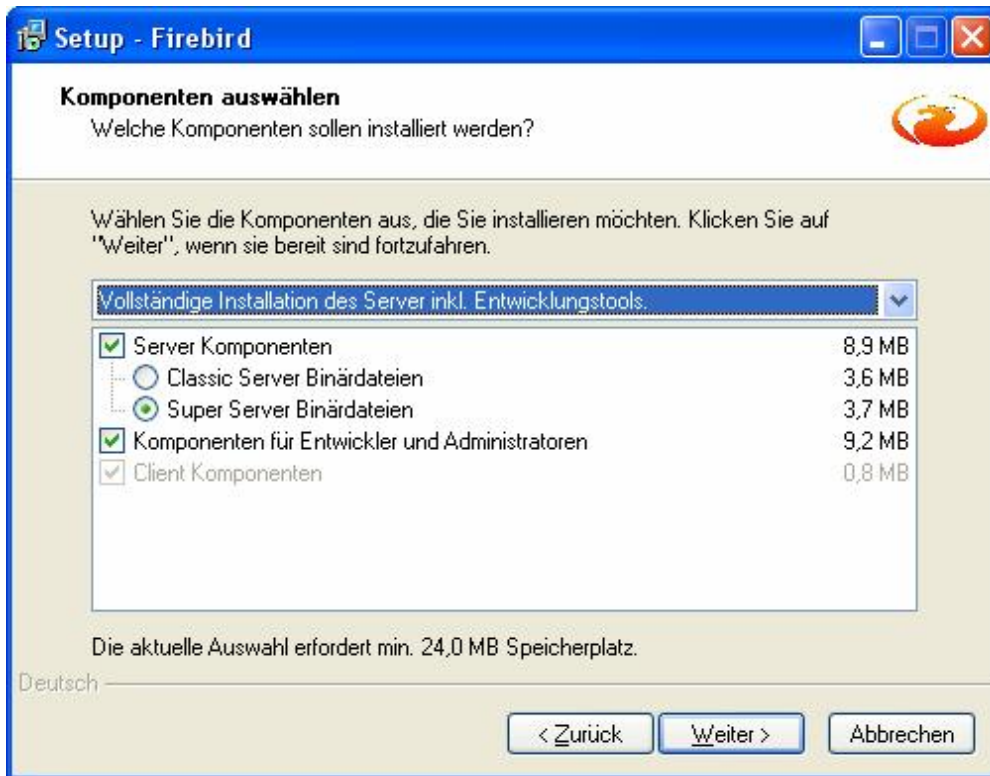 Setup - Firebird
Komponenten auswählen
Welche Komponenten sollen installiert werden?
Wählen Sie die Komponenten aus, die Sie installieren möchten. Klicken Sie auf
"Weiter", wenn sie bereit sind fortzufahren.
Vollständige Installation des Server inkl. Entwicklungstools.
Server Komponenten 8,9 MB
Classic Server Binärdateien 3,6 MB
Super Server Binärdateien 3,7 MB
Komponenten für Entwickler und Administratoren 9,2 MB
Client Komponenten 0,8 MB
Die aktuelle Auswahl erfordert min. 24,0 MB Speicherplatz.
Deutsch
< Zurück Weiter > Abbrechen